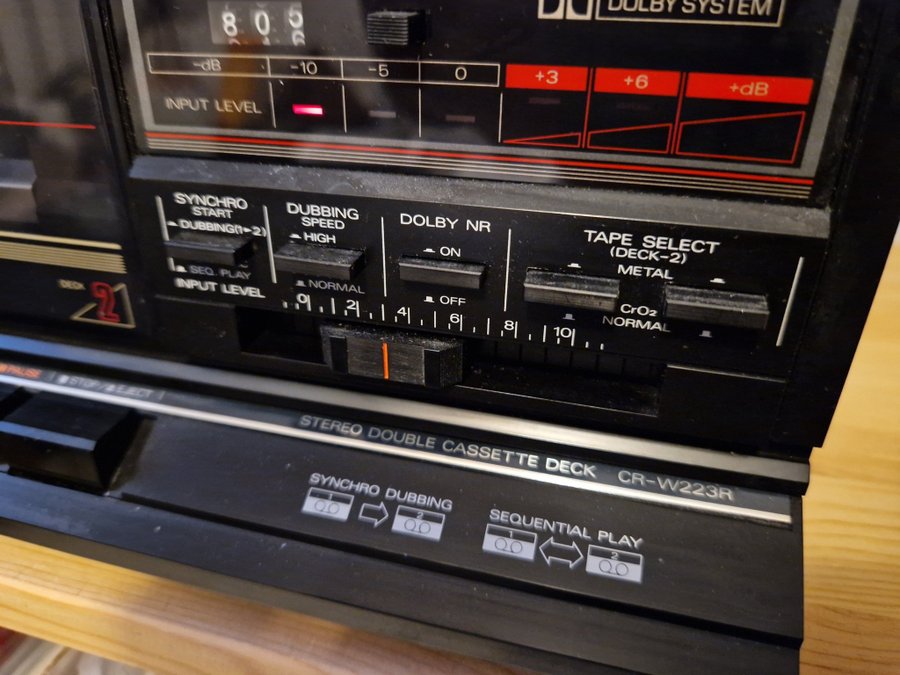 DOLBY SYSTEM
8 0 5
-dB -10 -5 0 +3 +6 +dB
INPUT LEVEL
SYNCHRO
START
DUBBING(1▸2)
SEQ. PLAY
DUBBING
SPEED
HIGH
NORMAL
DOLBY NR
ON
OFF
TAPE SELECT
(DECK-2)
METAL
CrO₂
NORMAL
INPUT LEVEL
0 2 4 6 8 10
DECK 2
PAUSE STOP/EJECT
STEREO DOUBLE CASSETTE DECK CR-W223R
SYNCHRO DUBBING
1 2
SEQUENTIAL PLAY
1 2